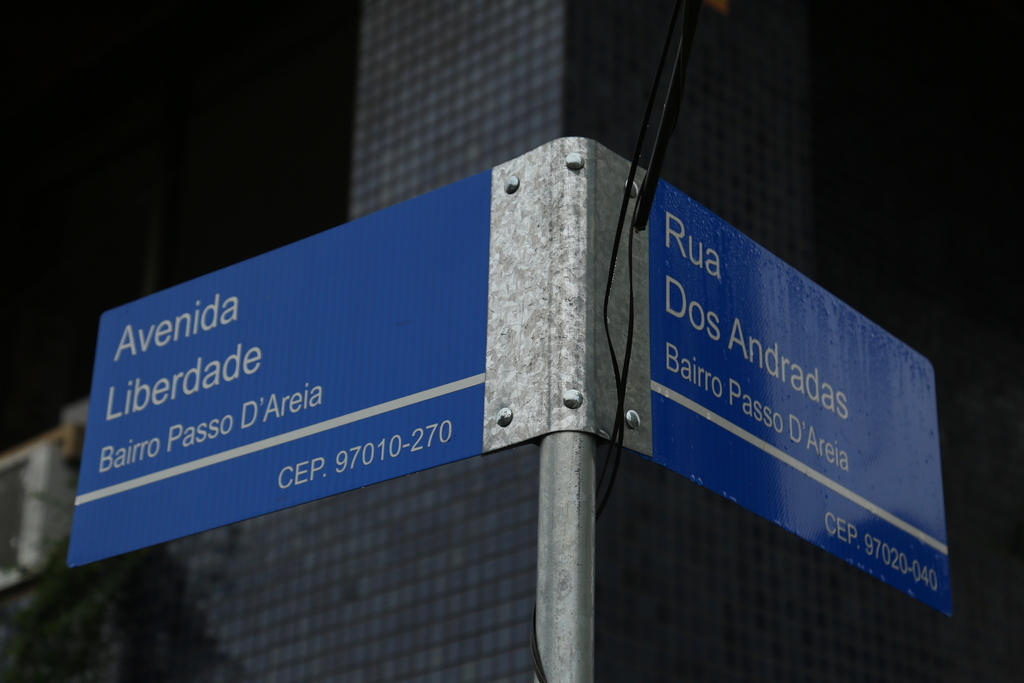 Avenida
Liberdade
Bairro Passo D'Areia
CEP. 97010-270
Rua
Dos Andradas
Bairro Passo D'Areia
CEP. 97020-040